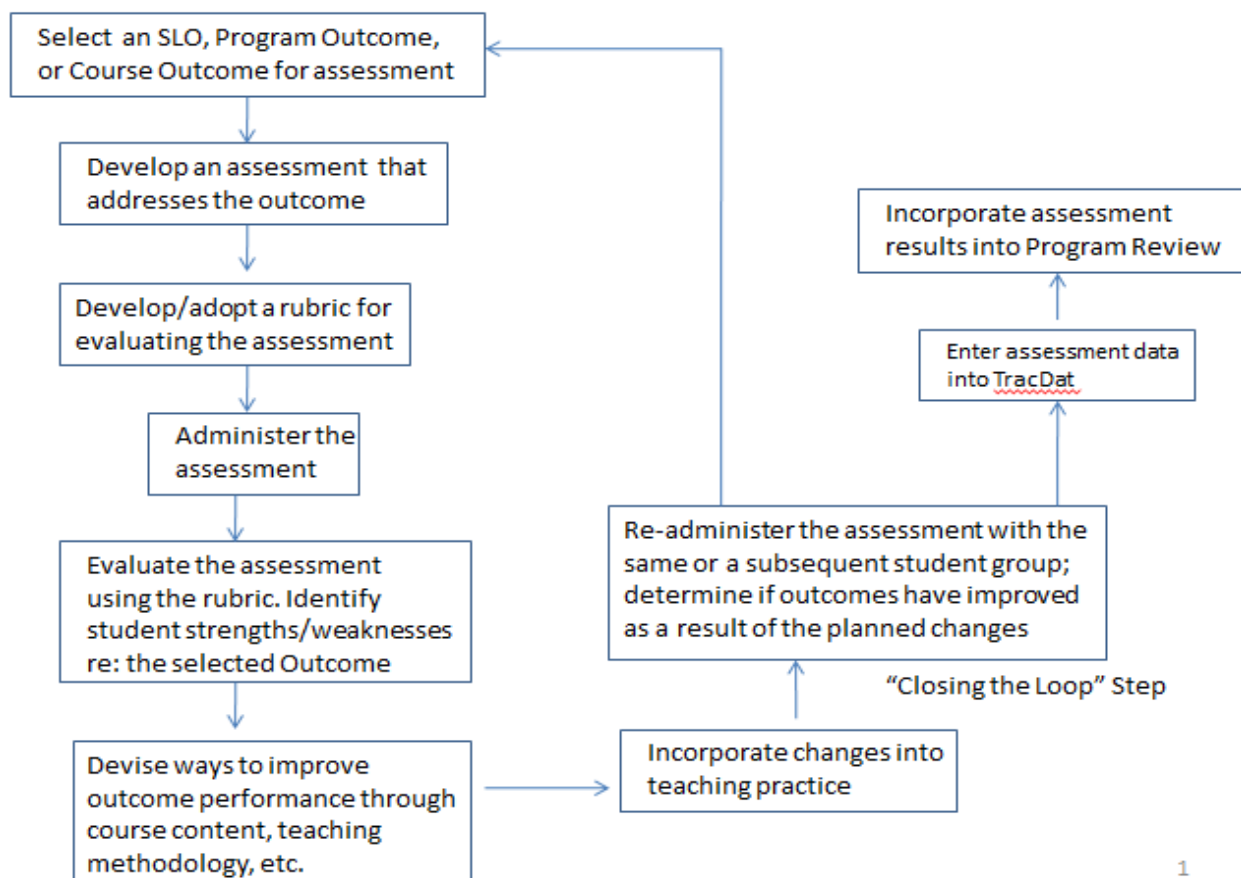 Select an SLO, Program Outcome,
or Course Outcome for assessment
Develop an assessment that
addresses the outcome
Develop/adopt a rubric for
evaluating the assessment
Administer the
assessment
Evaluate the assessment
using the rubric. Identify
student strengths/weaknesses
re: the selected Outcome
Devise ways to improve
outcome performance through
course content, teaching
methodology, etc.
Incorporate changes into
teaching practice
"Closing the Loop" Step
Re-administer the assessment with the
same or a subsequent student group;
determine if outcomes have improved
as a result of the planned changes
Enter assessment data
into TracDat
Incorporate assessment
results into Program Review
1